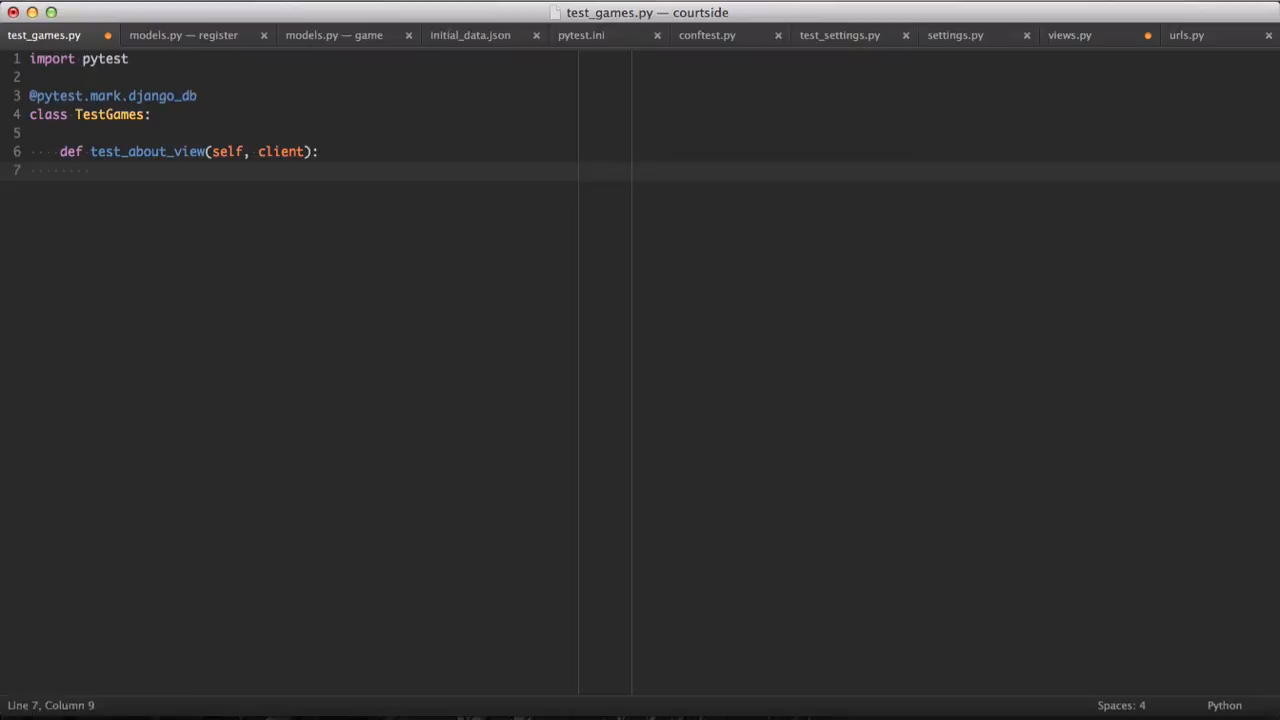 test_games.py — courtside
test_games.py models.py — register models.py — game initial_data.json pytest.ini conftest.py test_settings.py settings.py views.py urls.py
1 import pytest
2
3 @pytest.mark.django_db
4 class TestGames:
5
6 def test_about_view(self, client):
7
Line 7, Column 9 Spaces: 4 Python